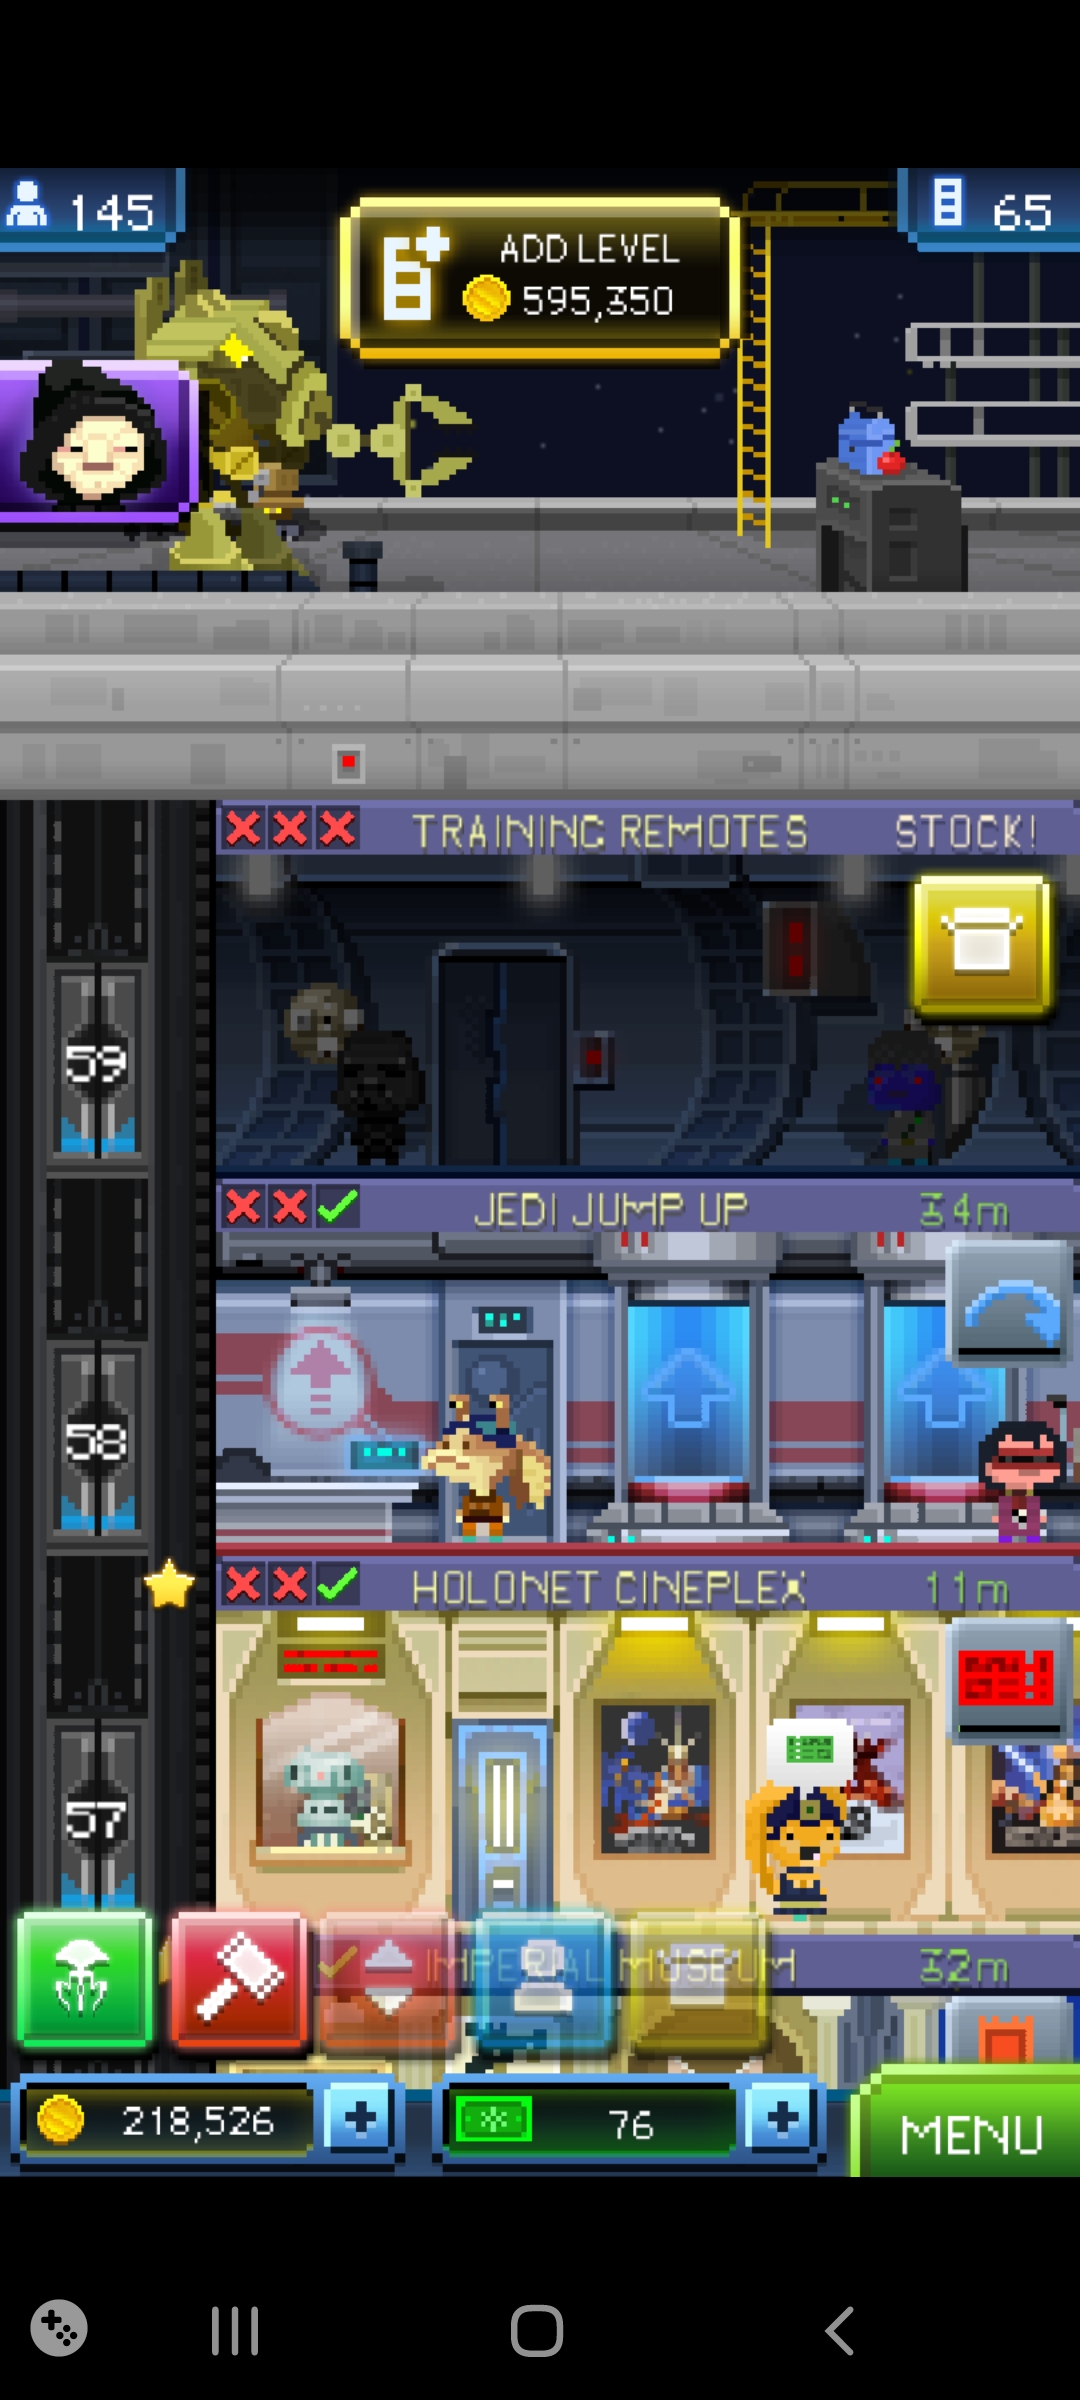 145
ADD LEVEL
595,350
65
TRAINING REMOTES STOCK!
59
JEDI JUMP UP 34m
58
HOLONET CINEPLEX 11m
57
IMPERIAL MUSEUM 32m
218,526
76
MENU